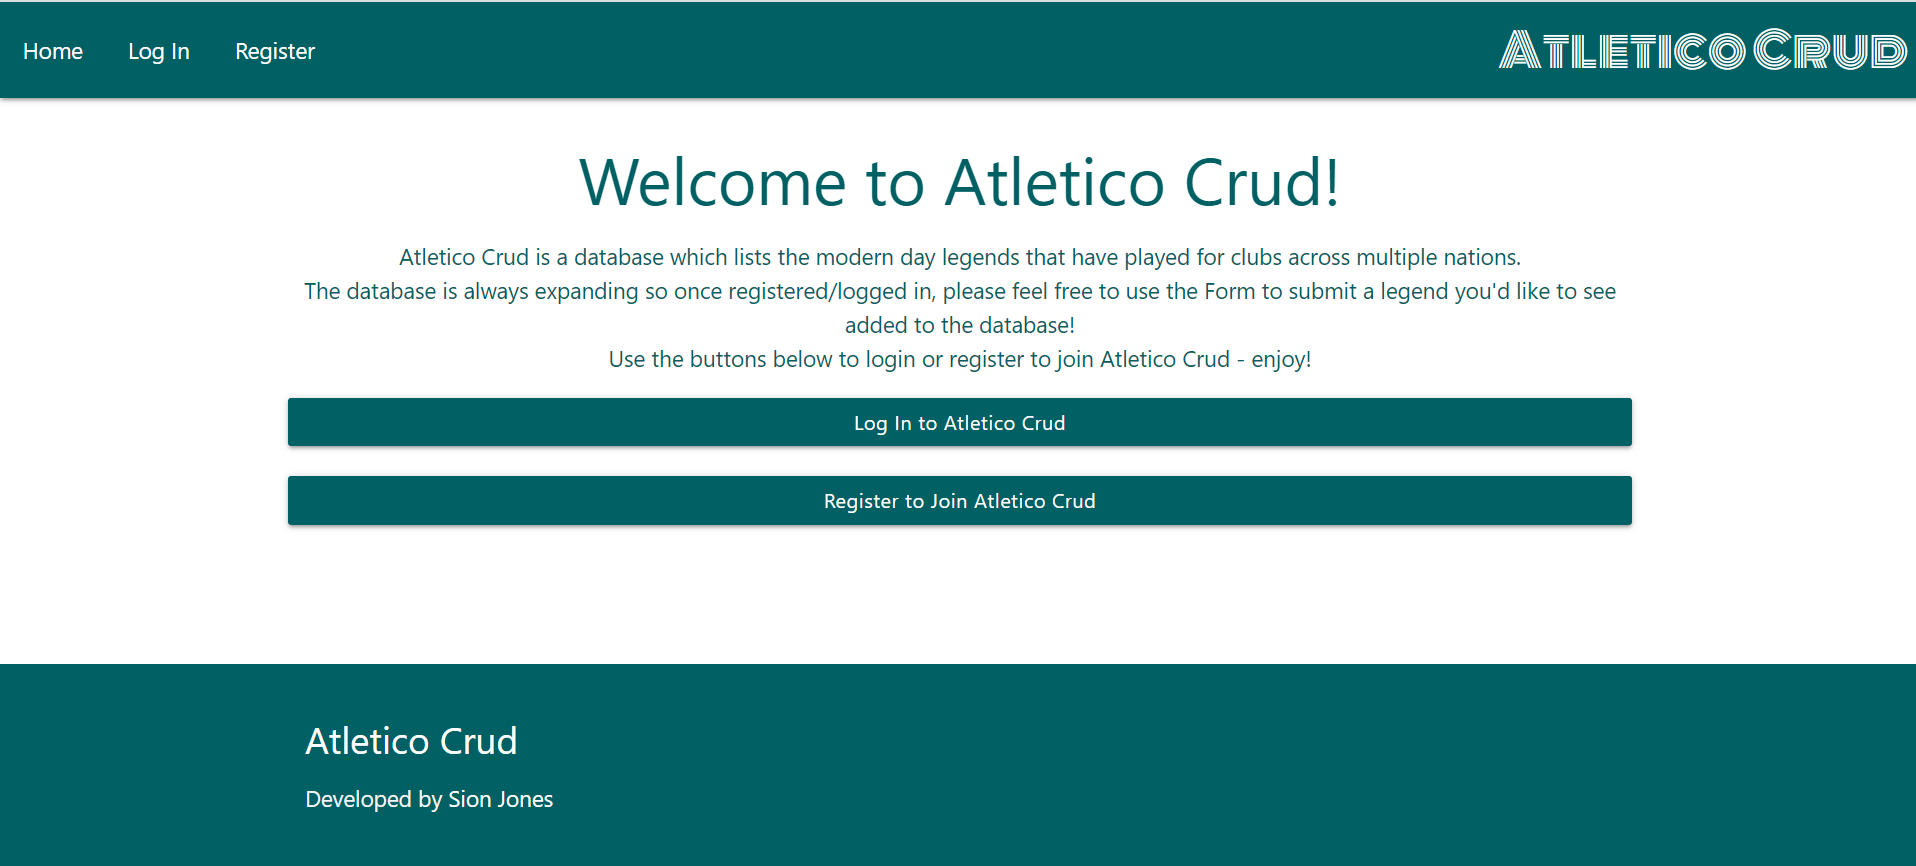 Home Log In Register Atletico Crud
Welcome to Atletico Crud!
Atletico Crud is a database which lists the modern day legends that have played for clubs across multiple nations.
The database is always expanding so once registered/logged in, please feel free to use the Form to submit a legend you'd like to see
added to the database!
Use the buttons below to login or register to join Atletico Crud - enjoy!
Log In to Atletico Crud
Register to Join Atletico Crud
Atletico Crud
Developed by Sion Jones